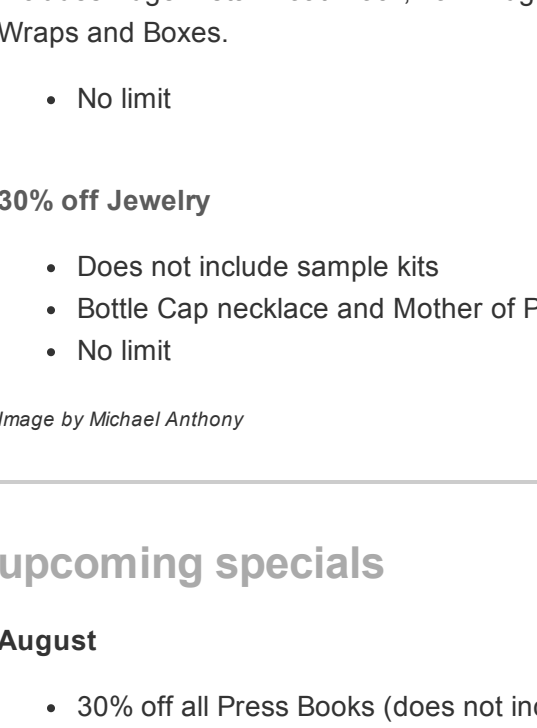 Wraps and Boxes.
• No limit
30% off Jewelry
• Does not include sample kits
• Bottle Cap necklace and Mother of
• No limit
Image by Michael Anthony
upcoming specials
August
• 30% off all Press Books (does not